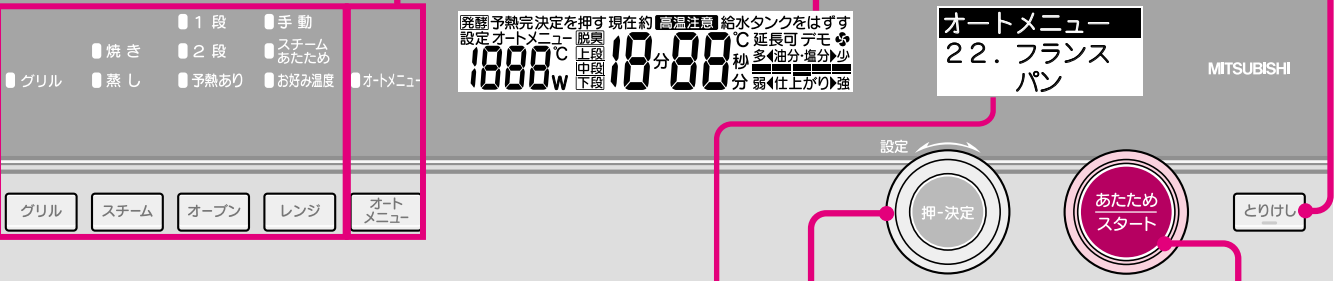 グリル
焼き
蒸し
1段
2段
予熱あり
手動
スチーム
あたため
お好み温度
オートメニュー
発酵 予熱完 決定を押す 現在 約 高温注意 給水タンクをはずす
設定 オートメニュー 脱臭 ℃ 延長可 デモ
1888 ℃ W 上段 中段 下段 18 分 88 秒 分
多◀油分・塩分▶少
弱◀仕上がり▶強
オートメニュー
22. フランス
パン
MITSUBISHI
設定
グリル
スチーム
オーブン
レンジ
オート
メニュー
押-決定
あたため
スタート
とりけし